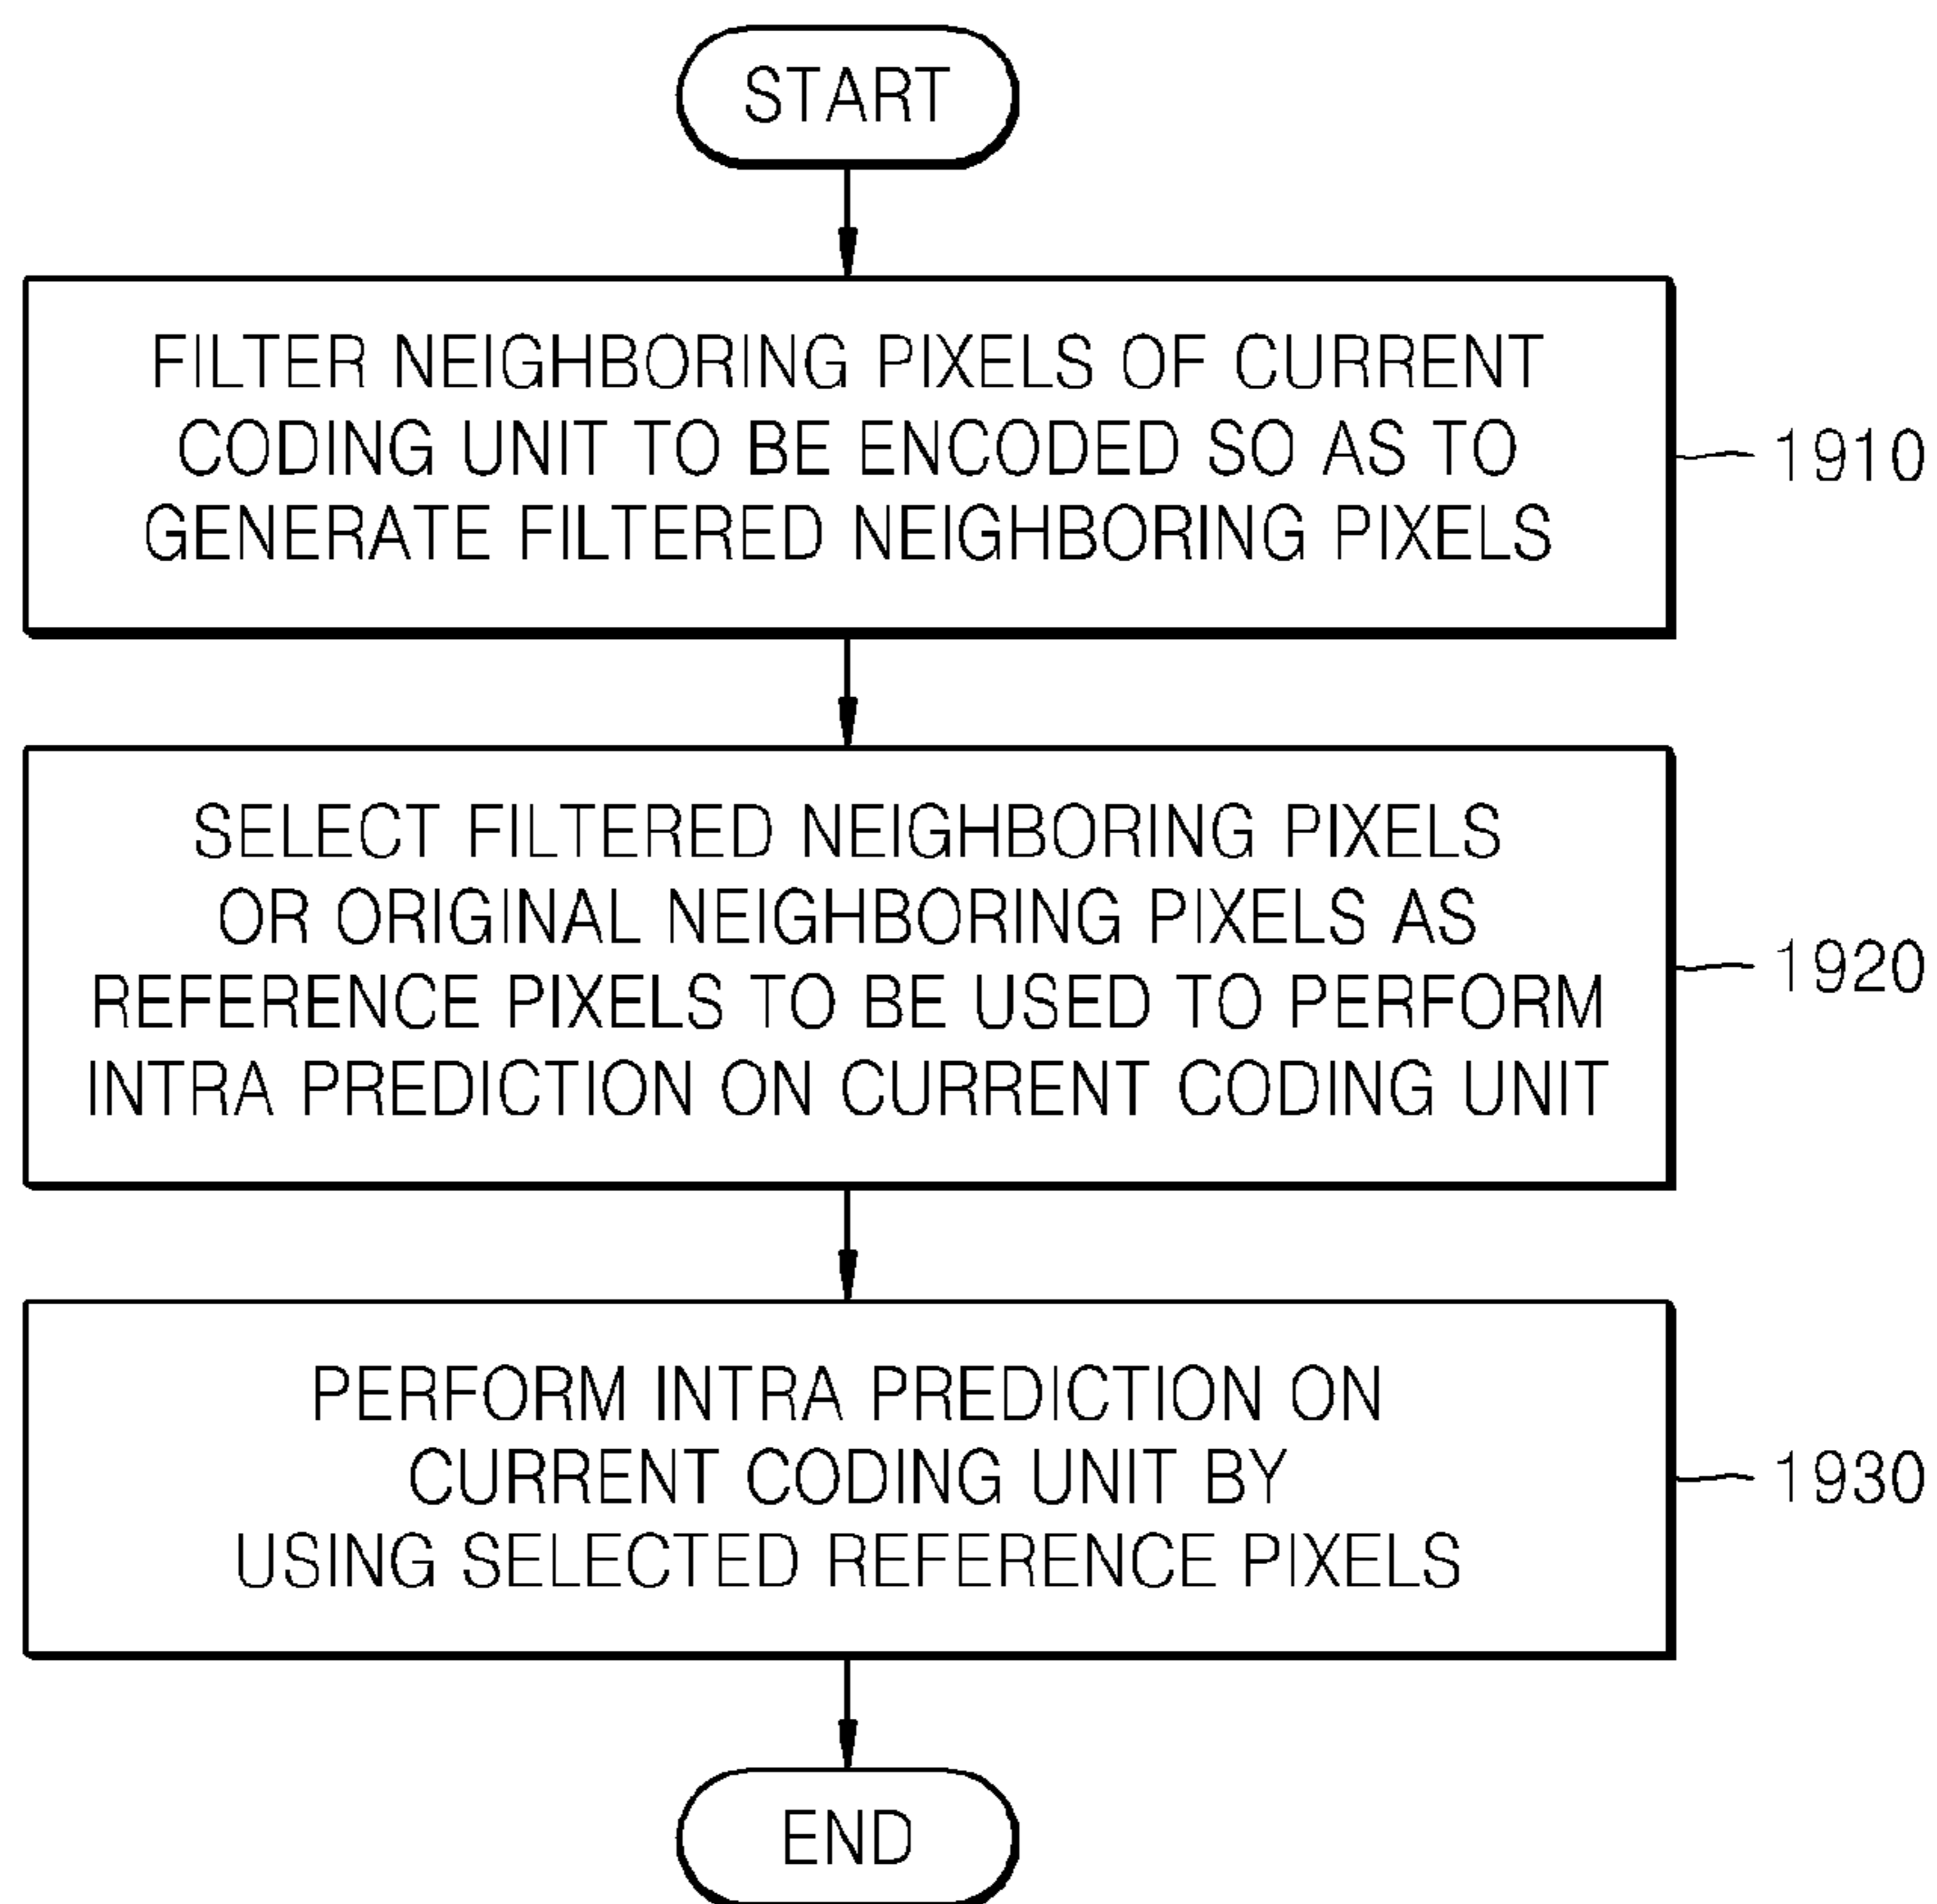 START
FILTER NEIGHBORING PIXELS OF CURRENT
CODING UNIT TO BE ENCODED SO AS TO
GENERATE FILTERED NEIGHBORING PIXELS
1910
SELECT FILTERED NEIGHBORING PIXELS
OR ORIGINAL NEIGHBORING PIXELS AS
REFERENCE PIXELS TO BE USED TO PERFORM
INTRA PREDICTION ON CURRENT CODING UNIT
1920
PERFORM INTRA PREDICTION ON
CURRENT CODING UNIT BY
USING SELECTED REFERENCE PIXELS
1930
END